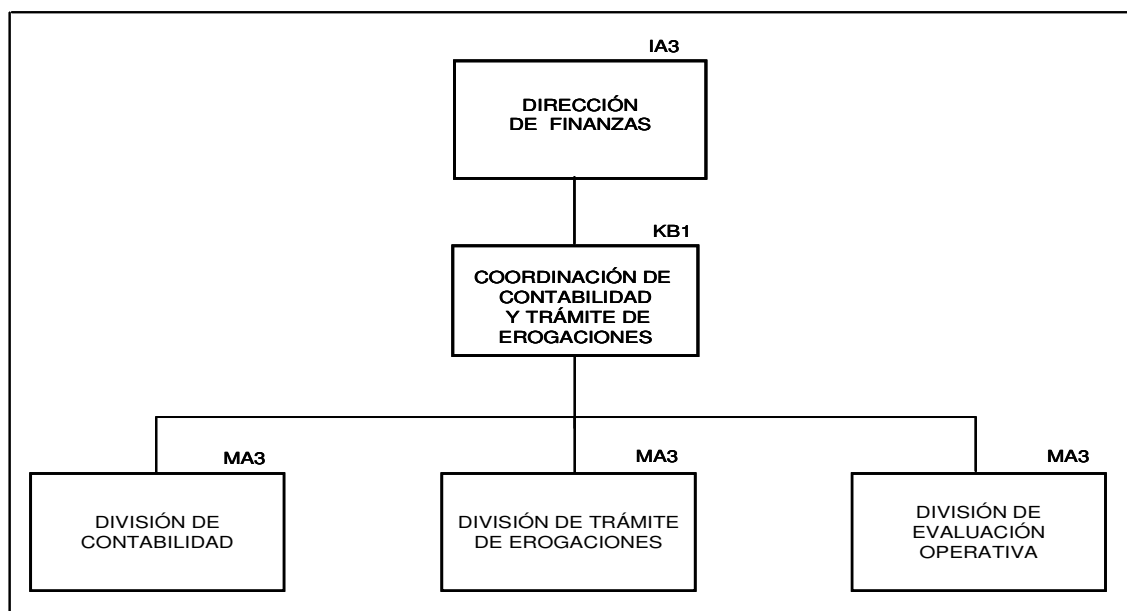 IA3
DIRECCIÓN
DE FINANZAS
KB1
COORDINACIÓN DE
CONTABILIDAD
Y TRÁMITE DE
EROGACIONES
MA3
DIVISIÓN DE
CONTABILIDAD
MA3
DIVISIÓN DE TRÁMITE
DE EROGACIONES
MA3
DIVISIÓN DE
EVALUACIÓN
OPERATIVA